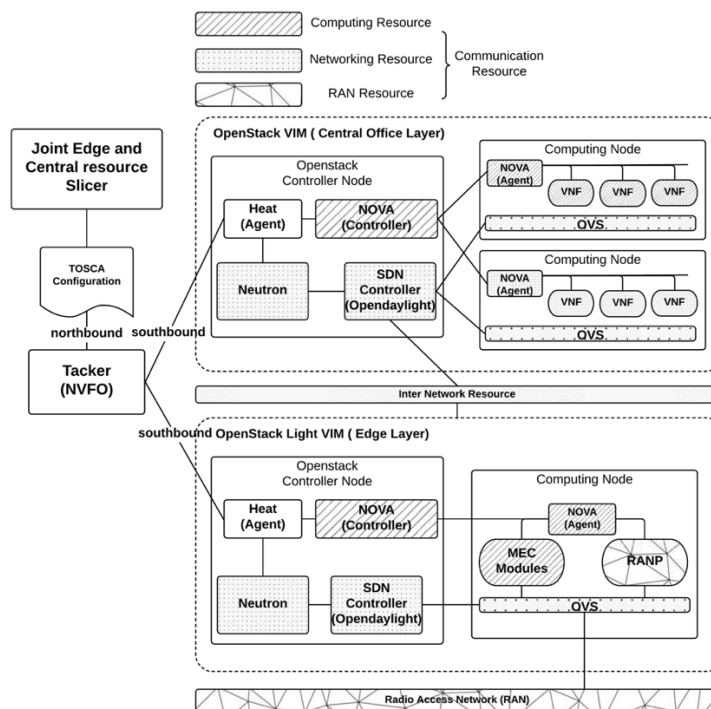 Computing Resource
Networking Resource
RAN Resource
Communication
Resource
Joint Edge and
Central resource
Slicer
TOSCA
Configuration
northbound
Tacker
(NVFO)
southbound
southbound
OpenStack VIM ( Central Office Layer)
Openstack
Controller Node
Heat
(Agent)
NOVA
(Controller)
Neutron
SDN
Controller
(Opendaylight)
Computing Node
NOVA
(Agent)
VNF
VNF
VNF
OVS
Computing Node
NOVA
(Agent)
VNF
VNF
VNF
OVS
Inter Network Resource
OpenStack Light VIM ( Edge Layer)
Openstack
Controller Node
Heat
(Agent)
NOVA
(Controller)
Neutron
SDN
Controller
(Opendaylight)
Computing Node
NOVA
(Agent)
MEC
Modules
RANP
OVS
Radio Access Network (RAN)